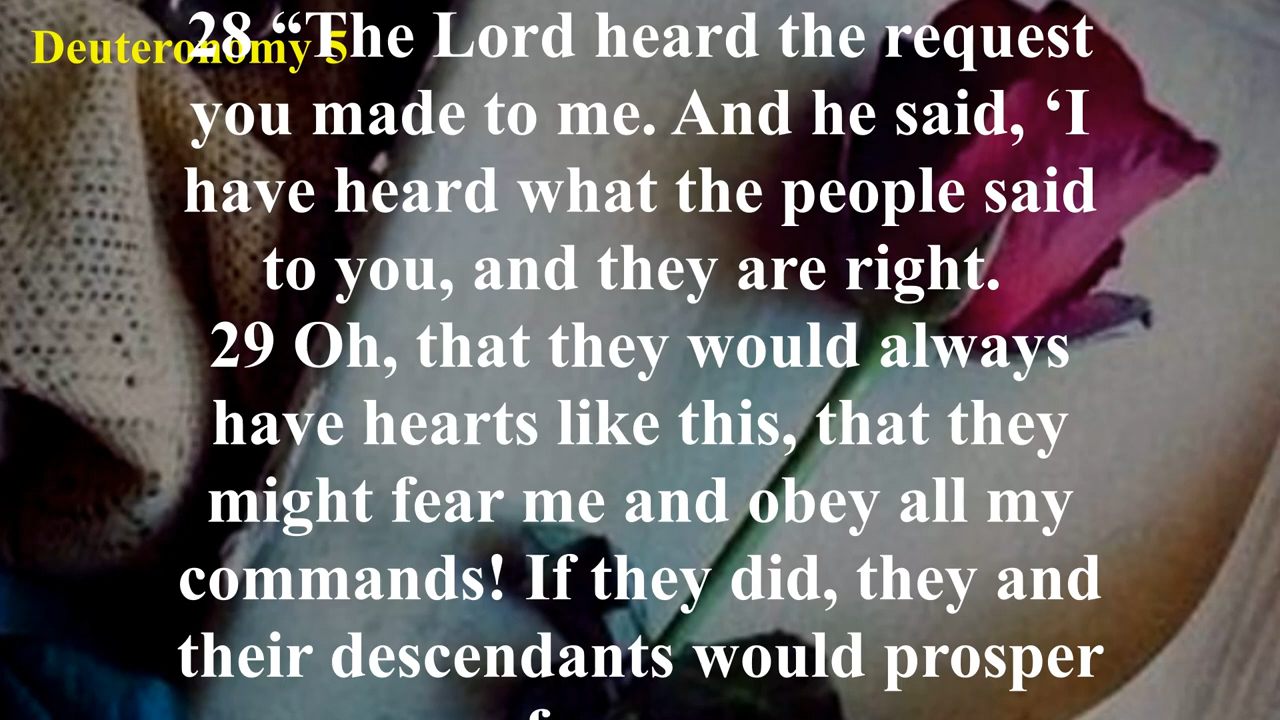 Deuteronomy 5
28 “The Lord heard the request
you made to me. And he said, ‘I
have heard what the people said
to you, and they are right.
29 Oh, that they would always
have hearts like this, that they
might fear me and obey all my
commands! If they did, they and
their descendants would prosper